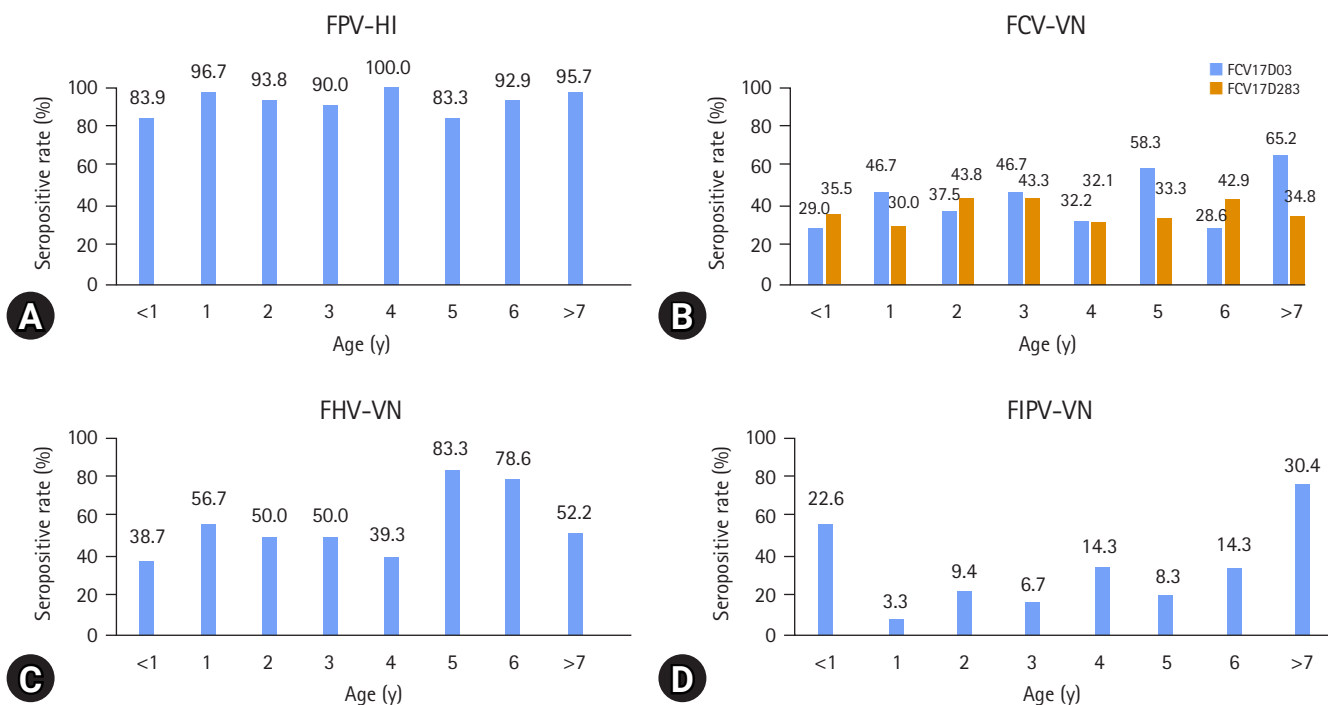 FPV-HI
Seropositive rate (%)
100
80
60
40
20
0
83.9
96.7
93.8
90.0
100.0
83.3
92.9
95.7
<1 1 2 3 4 5 6 >7
Age (y)
A
FCV-VN
FCV17D03
FCV17D283
Seropositive rate (%)
100
80
60
40
20
0
29.0 35.5
46.7 30.0
37.5 43.8
46.7 43.3
32.2 32.1
58.3 33.3
28.6 42.9
65.2 34.8
<1 1 2 3 4 5 6 >7
Age (y)
B
FHV-VN
Seropositive rate (%)
100
80
60
40
20
0
38.7
56.7
50.0
50.0
39.3
83.3
78.6
52.2
<1 1 2 3 4 5 6 >7
Age (y)
C
FIPV-VN
Seropositive rate (%)
100
80
60
40
20
0
22.6
3.3
9.4
6.7
14.3
8.3
14.3
30.4
<1 1 2 3 4 5 6 >7
Age (y)
D